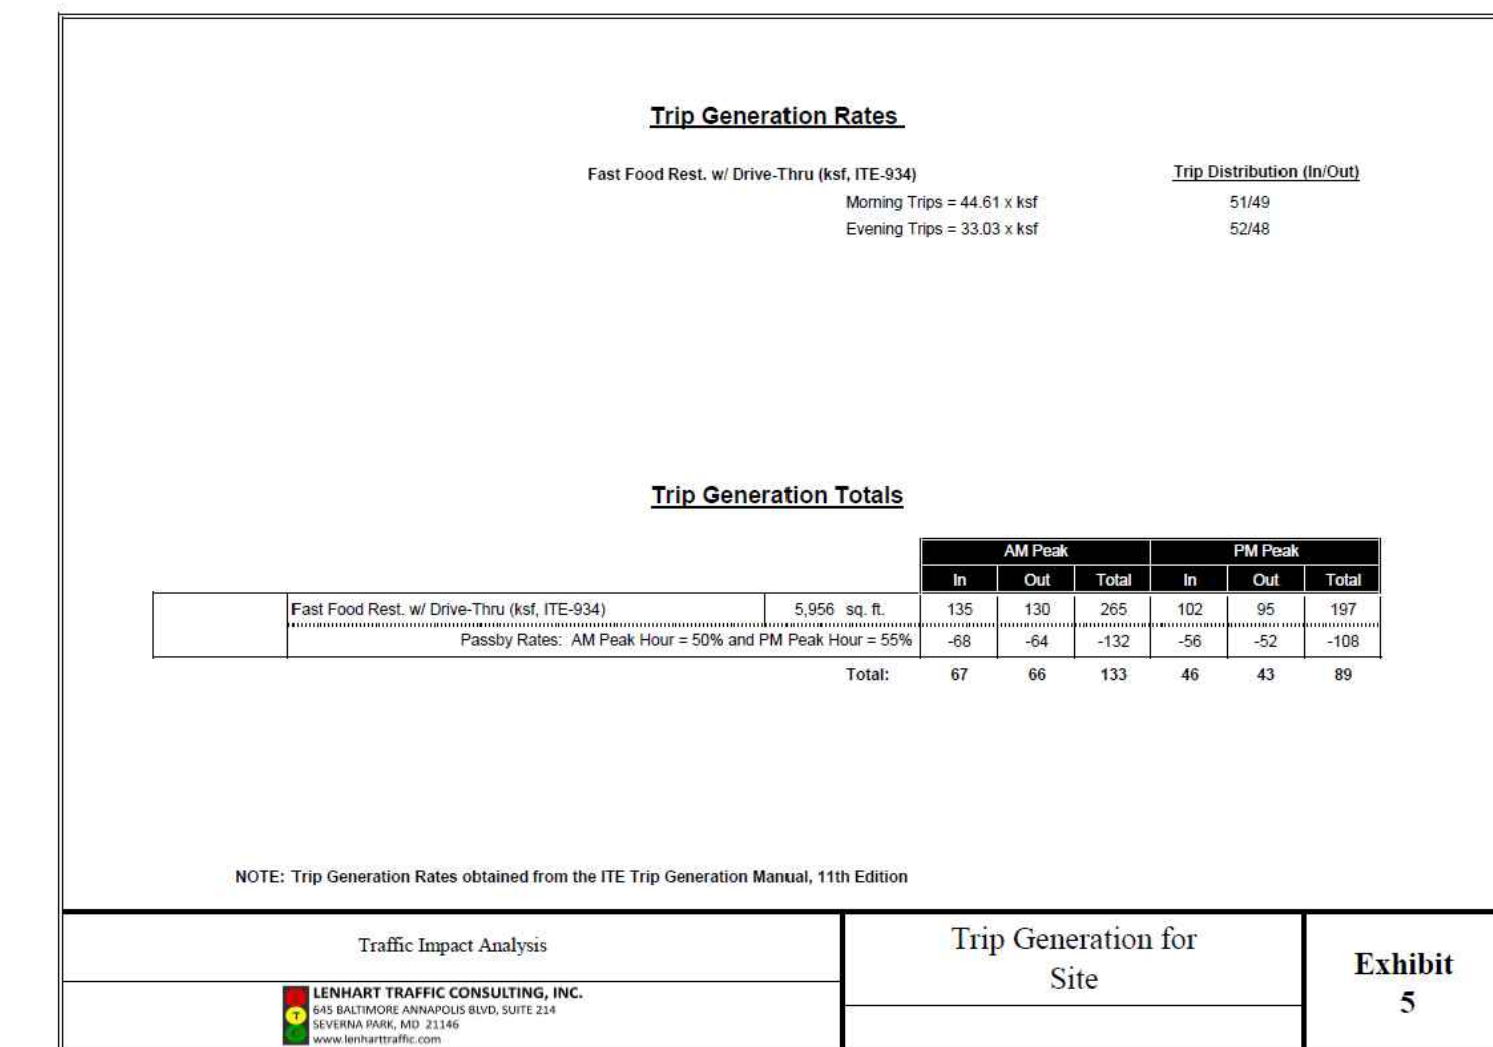 Trip Generation Rates
Fast Food Rest. w/ Drive-Thru (ksf, ITE-934) Trip Distribution (In/Out)
Morning Trips = 44.61 x ksf 51/49
Evening Trips = 33.03 x ksf 52/48
Trip Generation Totals
AM Peak PM Peak
In Out Total In Out Total
Fast Food Rest. w/ Drive-Thru (ksf, ITE-934) 5,956 sq. ft. 135 130 265 102 95 197
Passby Rates: AM Peak Hour = 50% and PM Peak Hour = 55% -68 -64 -132 -56 -52 -108
Total: 67 66 133 46 43 89
NOTE: Trip Generation Rates obtained from the ITE Trip Generation Manual, 11th Edition
Traffic Impact Analysis
LENHART TRAFFIC CONSULTING, INC.
T
645 BALTIMORE ANNAPOLIS BLVD, SUITE 214
SEVERNA PARK, MD 21146
www.lenharttraffic.com
Trip Generation for
Site
Exhibit
5